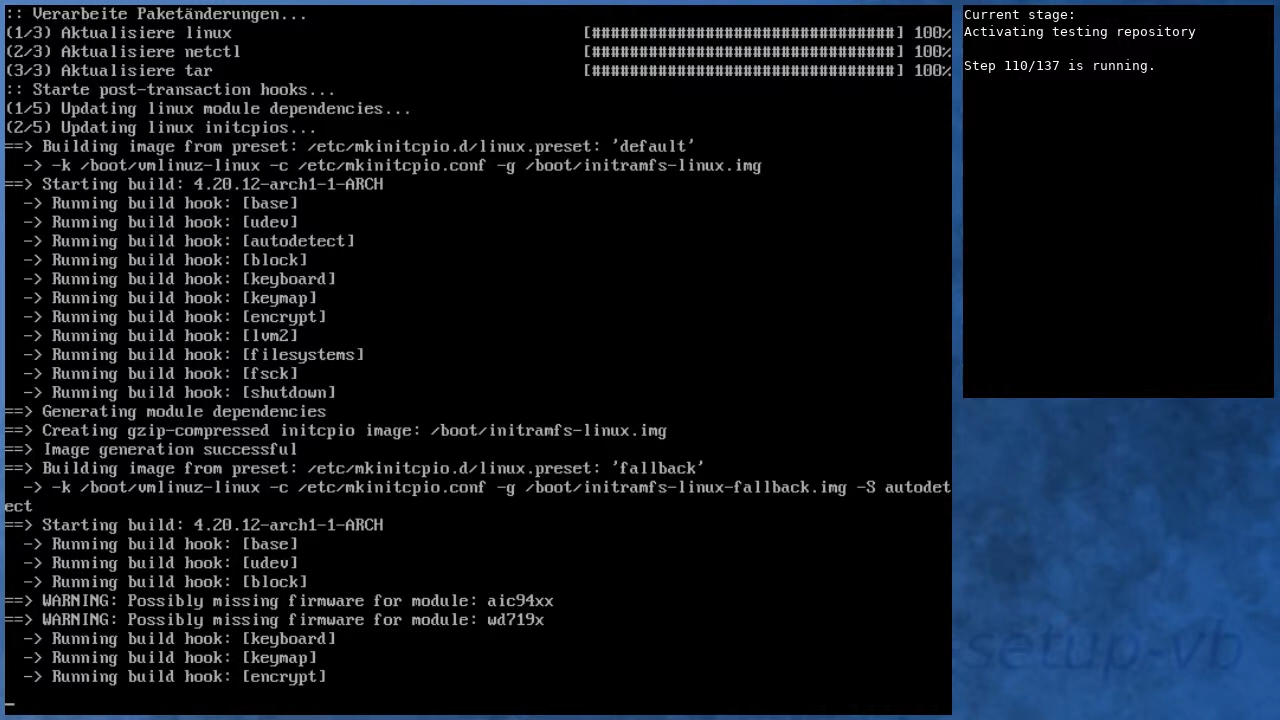 :: Verarbeite Paketänderungen...
(1/3) Aktualisiere linux [################################] 100%
(2/3) Aktualisiere netctl [################################] 100%
(3/3) Aktualisiere tar [################################] 100%
:: Starte post-transaction hooks...
(1/5) Updating linux module dependencies...
(2/5) Updating linux initcpios...
==> Building image from preset: /etc/mkinitcpio.d/linux.preset: 'default'
  -> -k /boot/vmlinuz-linux -c /etc/mkinitcpio.conf -g /boot/initramfs-linux.img
==> Starting build: 4.20.12-arch1-1-ARCH
  -> Running build hook: [base]
  -> Running build hook: [udev]
  -> Running build hook: [autodetect]
  -> Running build hook: [block]
  -> Running build hook: [keyboard]
  -> Running build hook: [keymap]
  -> Running build hook: [encrypt]
  -> Running build hook: [lvm2]
  -> Running build hook: [filesystems]
  -> Running build hook: [fsck]
  -> Running build hook: [shutdown]
==> Generating module dependencies
==> Creating gzip-compressed initcpio image: /boot/initramfs-linux.img
==> Image generation successful
==> Building image from preset: /etc/mkinitcpio.d/linux.preset: 'fallback'
  -> -k /boot/vmlinuz-linux -c /etc/mkinitcpio.conf -g /boot/initramfs-linux-fallback.img -S autodet
ect
==> Starting build: 4.20.12-arch1-1-ARCH
  -> Running build hook: [base]
  -> Running build hook: [udev]
  -> Running build hook: [block]
==> WARNING: Possibly missing firmware for module: aic94xx
==> WARNING: Possibly missing firmware for module: wd719x
  -> Running build hook: [keyboard]
  -> Running build hook: [keymap]
  -> Running build hook: [encrypt]
_
Current stage:
Activating testing repository
Step 110/137 is running.
setup-vb